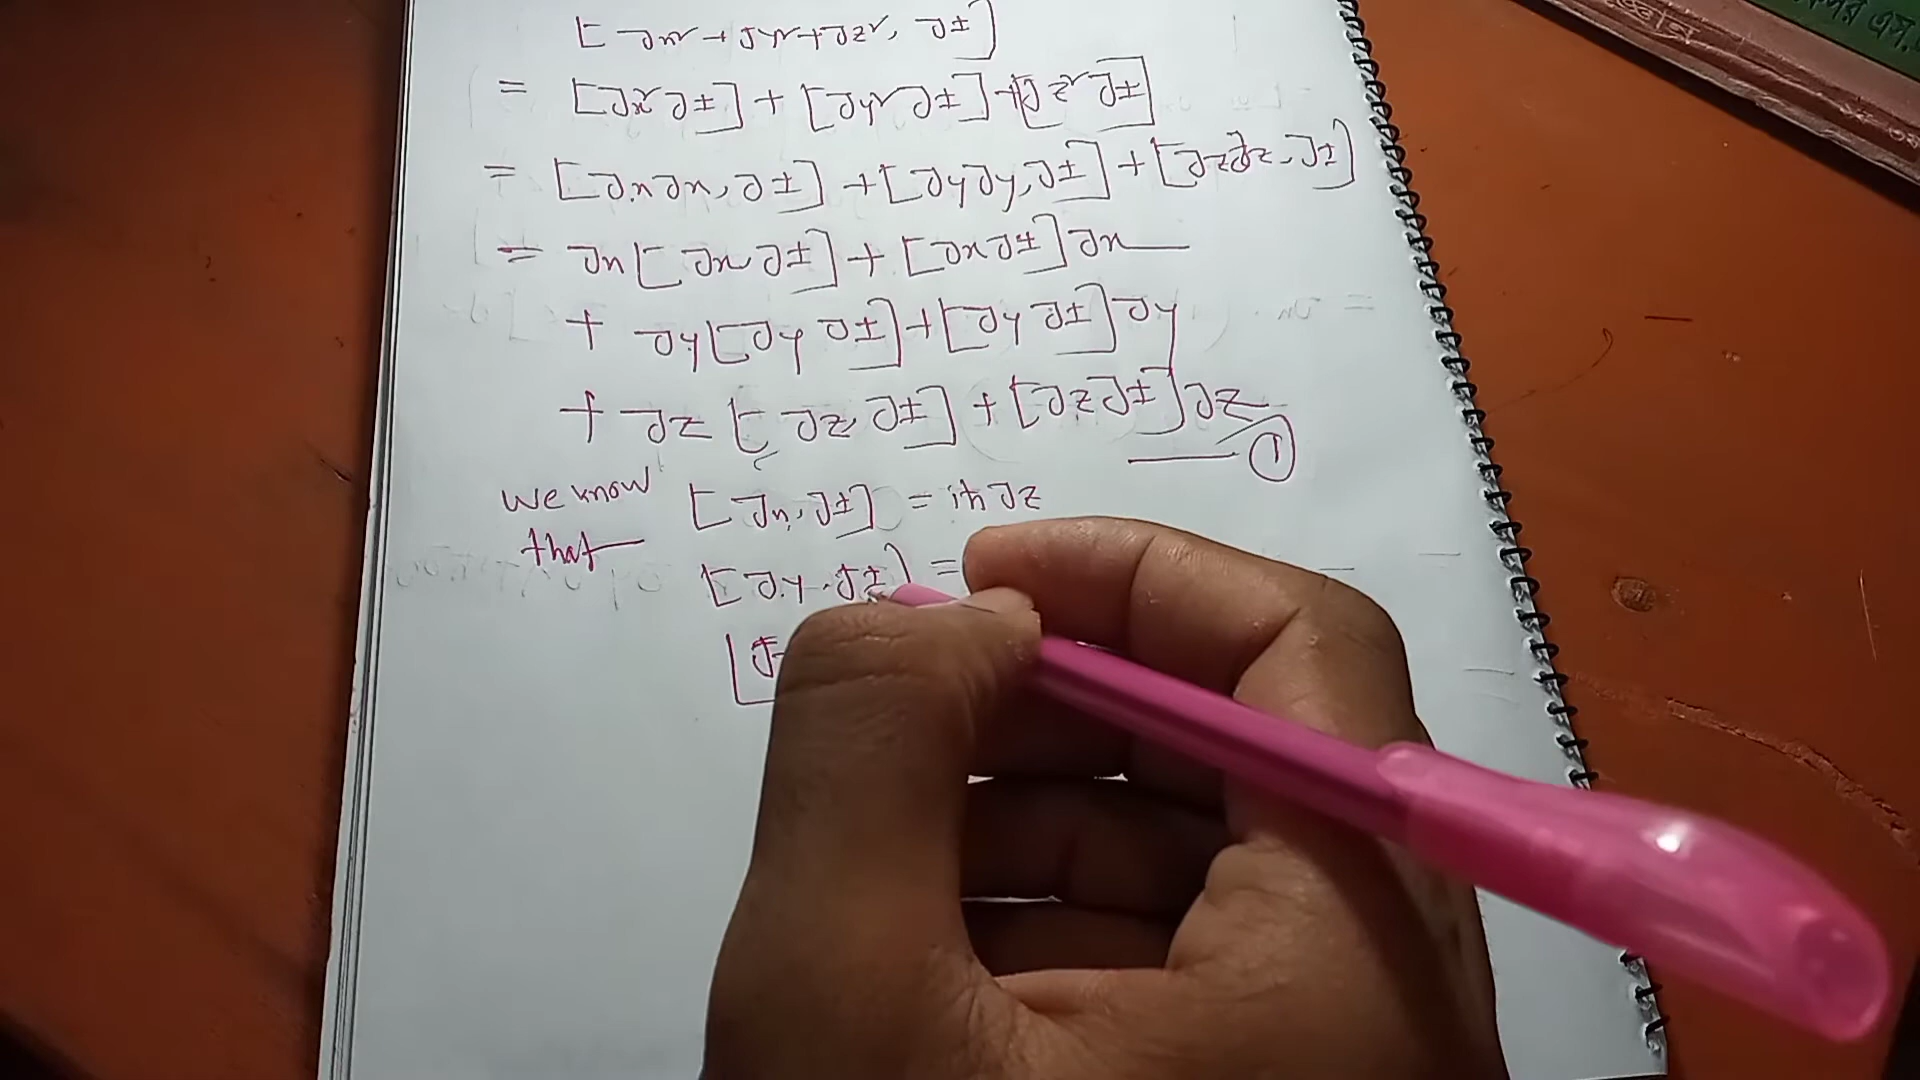 [Jx² + Jy² + Jz², J±]
= [Jx² J±] + [Jy² J±] + [Jz² J±]
= [Jx Jx, J±] + [Jy Jy, J±] + [Jz Jz, J±]
= Jx [Jx J±] + [Jx J±] Jx
+ Jy [Jy J±] + [Jy J±] Jy
+ Jz [Jz, J±] + [Jz J±] Jz — ①
We know that [Jx, J±] = iħ Jz
[Jy, J±] =